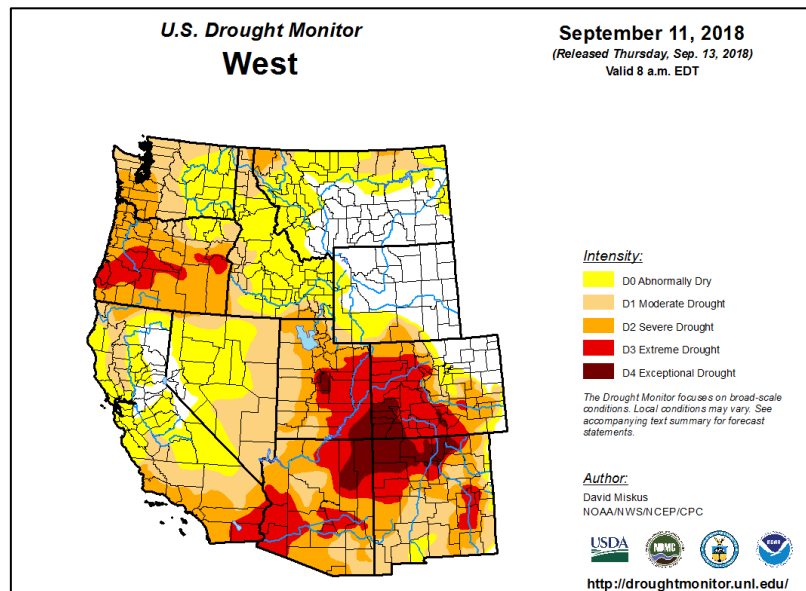 U.S. Drought Monitor
West
September 11, 2018
(Released Thursday, Sep. 13, 2018)
Valid 8 a.m. EDT
Intensity:
D0 Abnormally Dry
D1 Moderate Drought
D2 Severe Drought
D3 Extreme Drought
D4 Exceptional Drought
The Drought Monitor focuses on broad-scale
conditions. Local conditions may vary. See
accompanying text summary for forecast
statements.
Author:
David Miskus
NOAA/NWS/NCEP/CPC
USDA
NDMC
http://droughtmonitor.unl.edu/